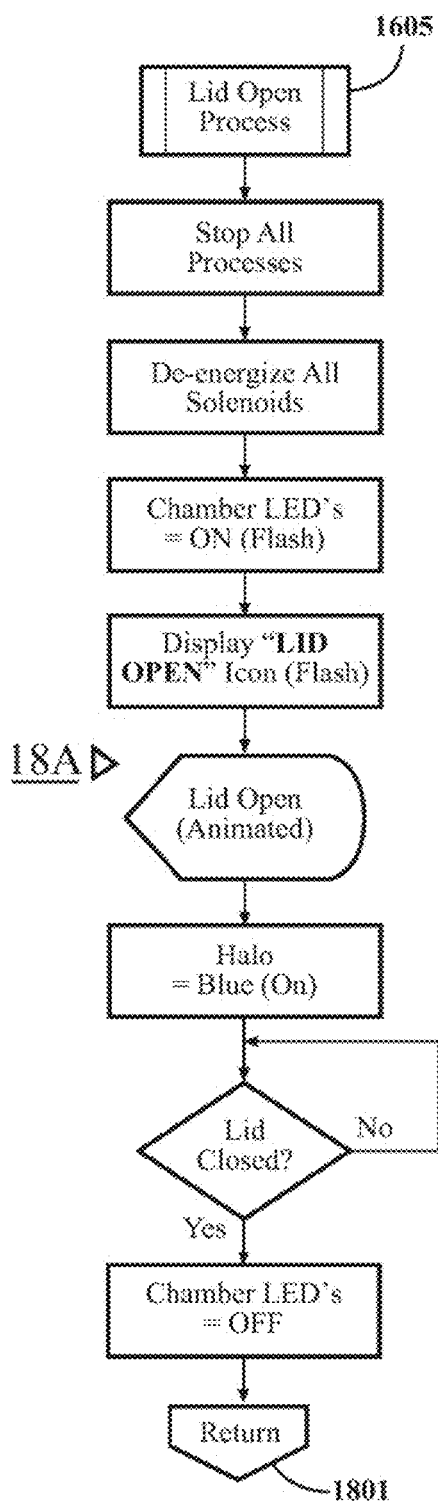 1605
Lid Open
Process
Stop All
Processes
De-energize All
Solenoids
Chamber LED's
= ON (Flash)
Display “LID
OPEN” Icon (Flash)
18A
Lid Open
(Animated)
Halo
= Blue (On)
Lid
Closed?
No
Yes
Chamber LED's
= OFF
Return
1801